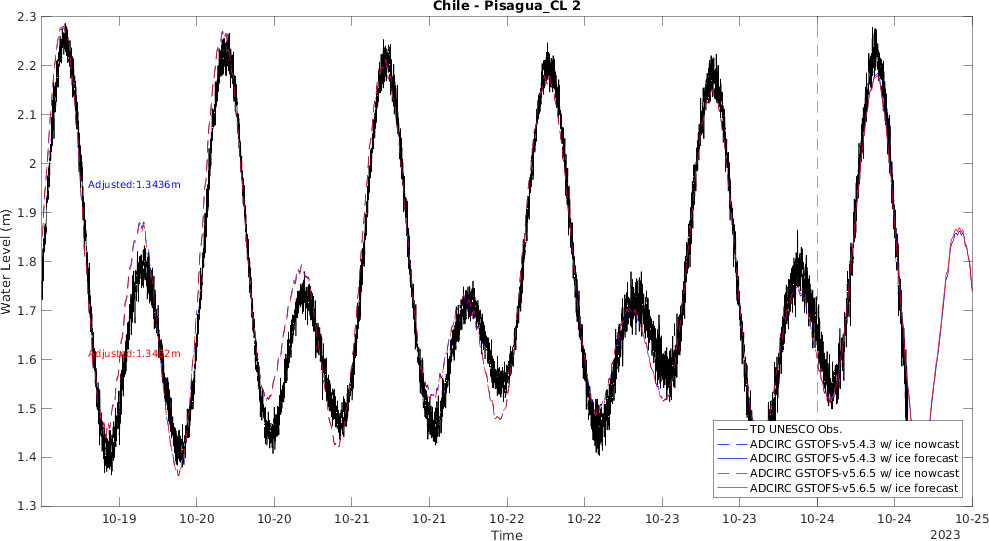 Chile - Pisagua_CL 2
2.3
2.2
2.1
2
1.9
1.8
1.7
1.6
1.5
1.4
1.3
Water Level (m)
Adjusted:1.3436m
TD UNESCO Obs.
ADCIRC GSTOFS-v5.4.3 w/ ice nowcast
ADCIRC GSTOFS-v5.4.3 w/ ice forecast
ADCIRC GSTOFS-v5.6.5 w/ ice nowcast
ADCIRC GSTOFS-v5.6.5 w/ ice forecast
10-19 10-20 10-20 10-21 10-21 10-22 10-22 10-23 10-23 10-24 10-24 10-25
Time
2023